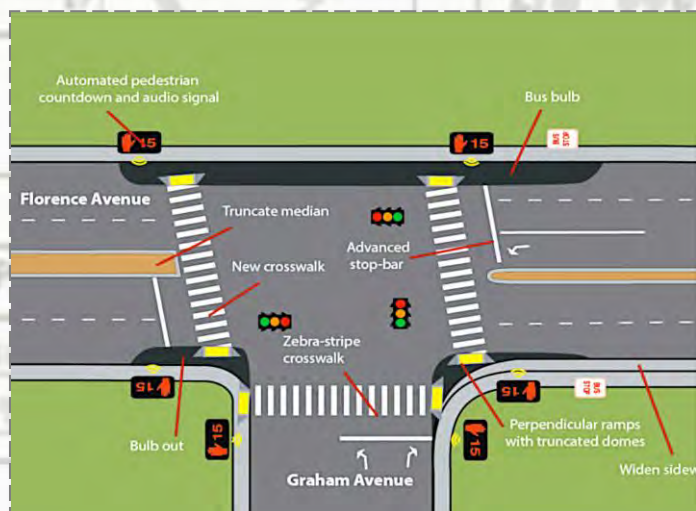 Automated pedestrian
countdown and audio signal
Bus bulb
15
15
BUS
STOP
Florence Avenue
Truncate median
Advanced
stop-bar
New crosswalk
Zebra-stripe
crosswalk
15
15
BUS
STOP
Bulb out
15
15
Perpendicular ramps
with truncated domes
Graham Avenue
Widen sidew